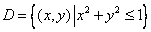 D = {(x, y)|x² + y² ≤ 1}